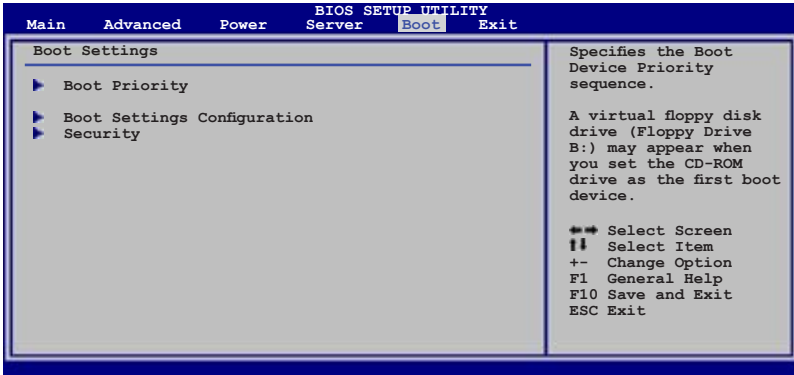 BIOS SETUP UTILITY
Main Advanced Power Server Boot Exit
Boot Settings
Boot Priority
Boot Settings Configuration
Security
Specifies the Boot
Device Priority
sequence.
A virtual floppy disk
drive (Floppy Drive
B:) may appear when
you set the CD-ROM
drive as the first boot
device.
Select Screen
Select Item
+- Change Option
F1 General Help
F10 Save and Exit
ESC Exit